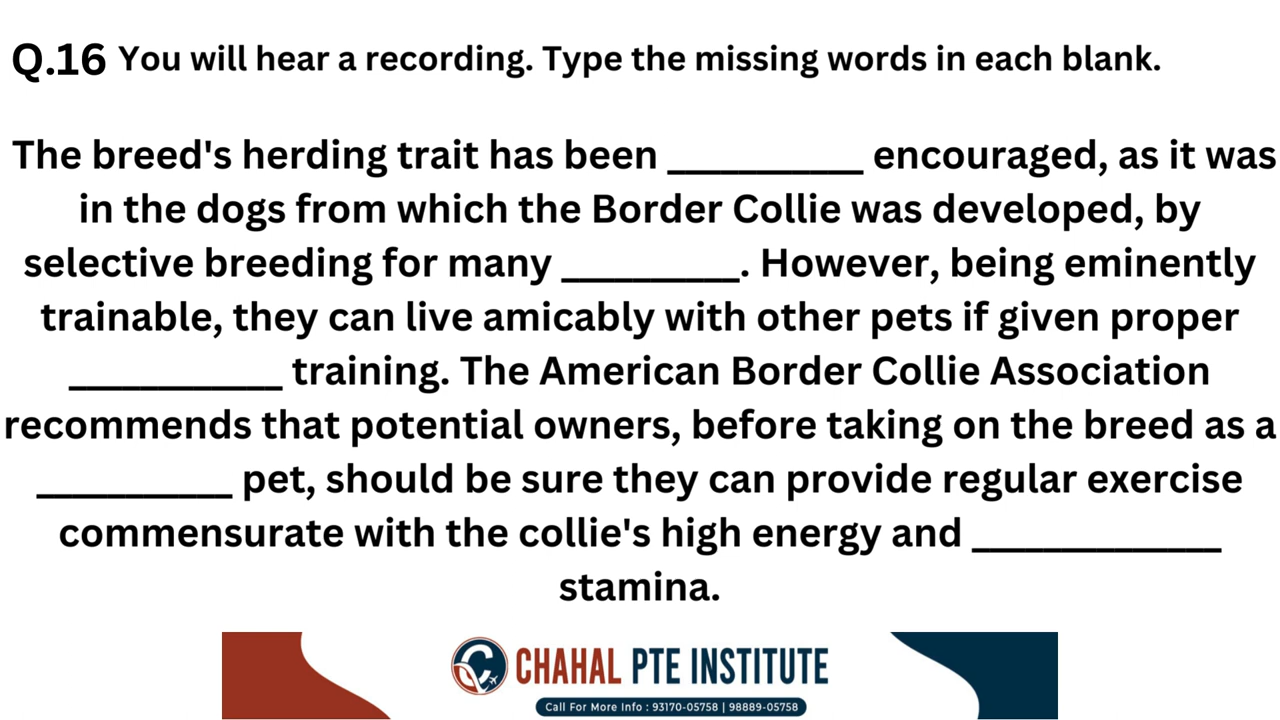 Q.16 You will hear a recording. Type the missing words in each blank.
The breed's herding trait has been __________ encouraged, as it was
in the dogs from which the Border Collie was developed, by
selective breeding for many _________. However, being eminently
trainable, they can live amicably with other pets if given proper
___________ training. The American Border Collie Association
recommends that potential owners, before taking on the breed as a
__________ pet, should be sure they can provide regular exercise
commensurate with the collie's high energy and _____________
stamina.
CHAHAL PTE INSTITUTE
Call For More Info : 93170-05758 | 98889-05758